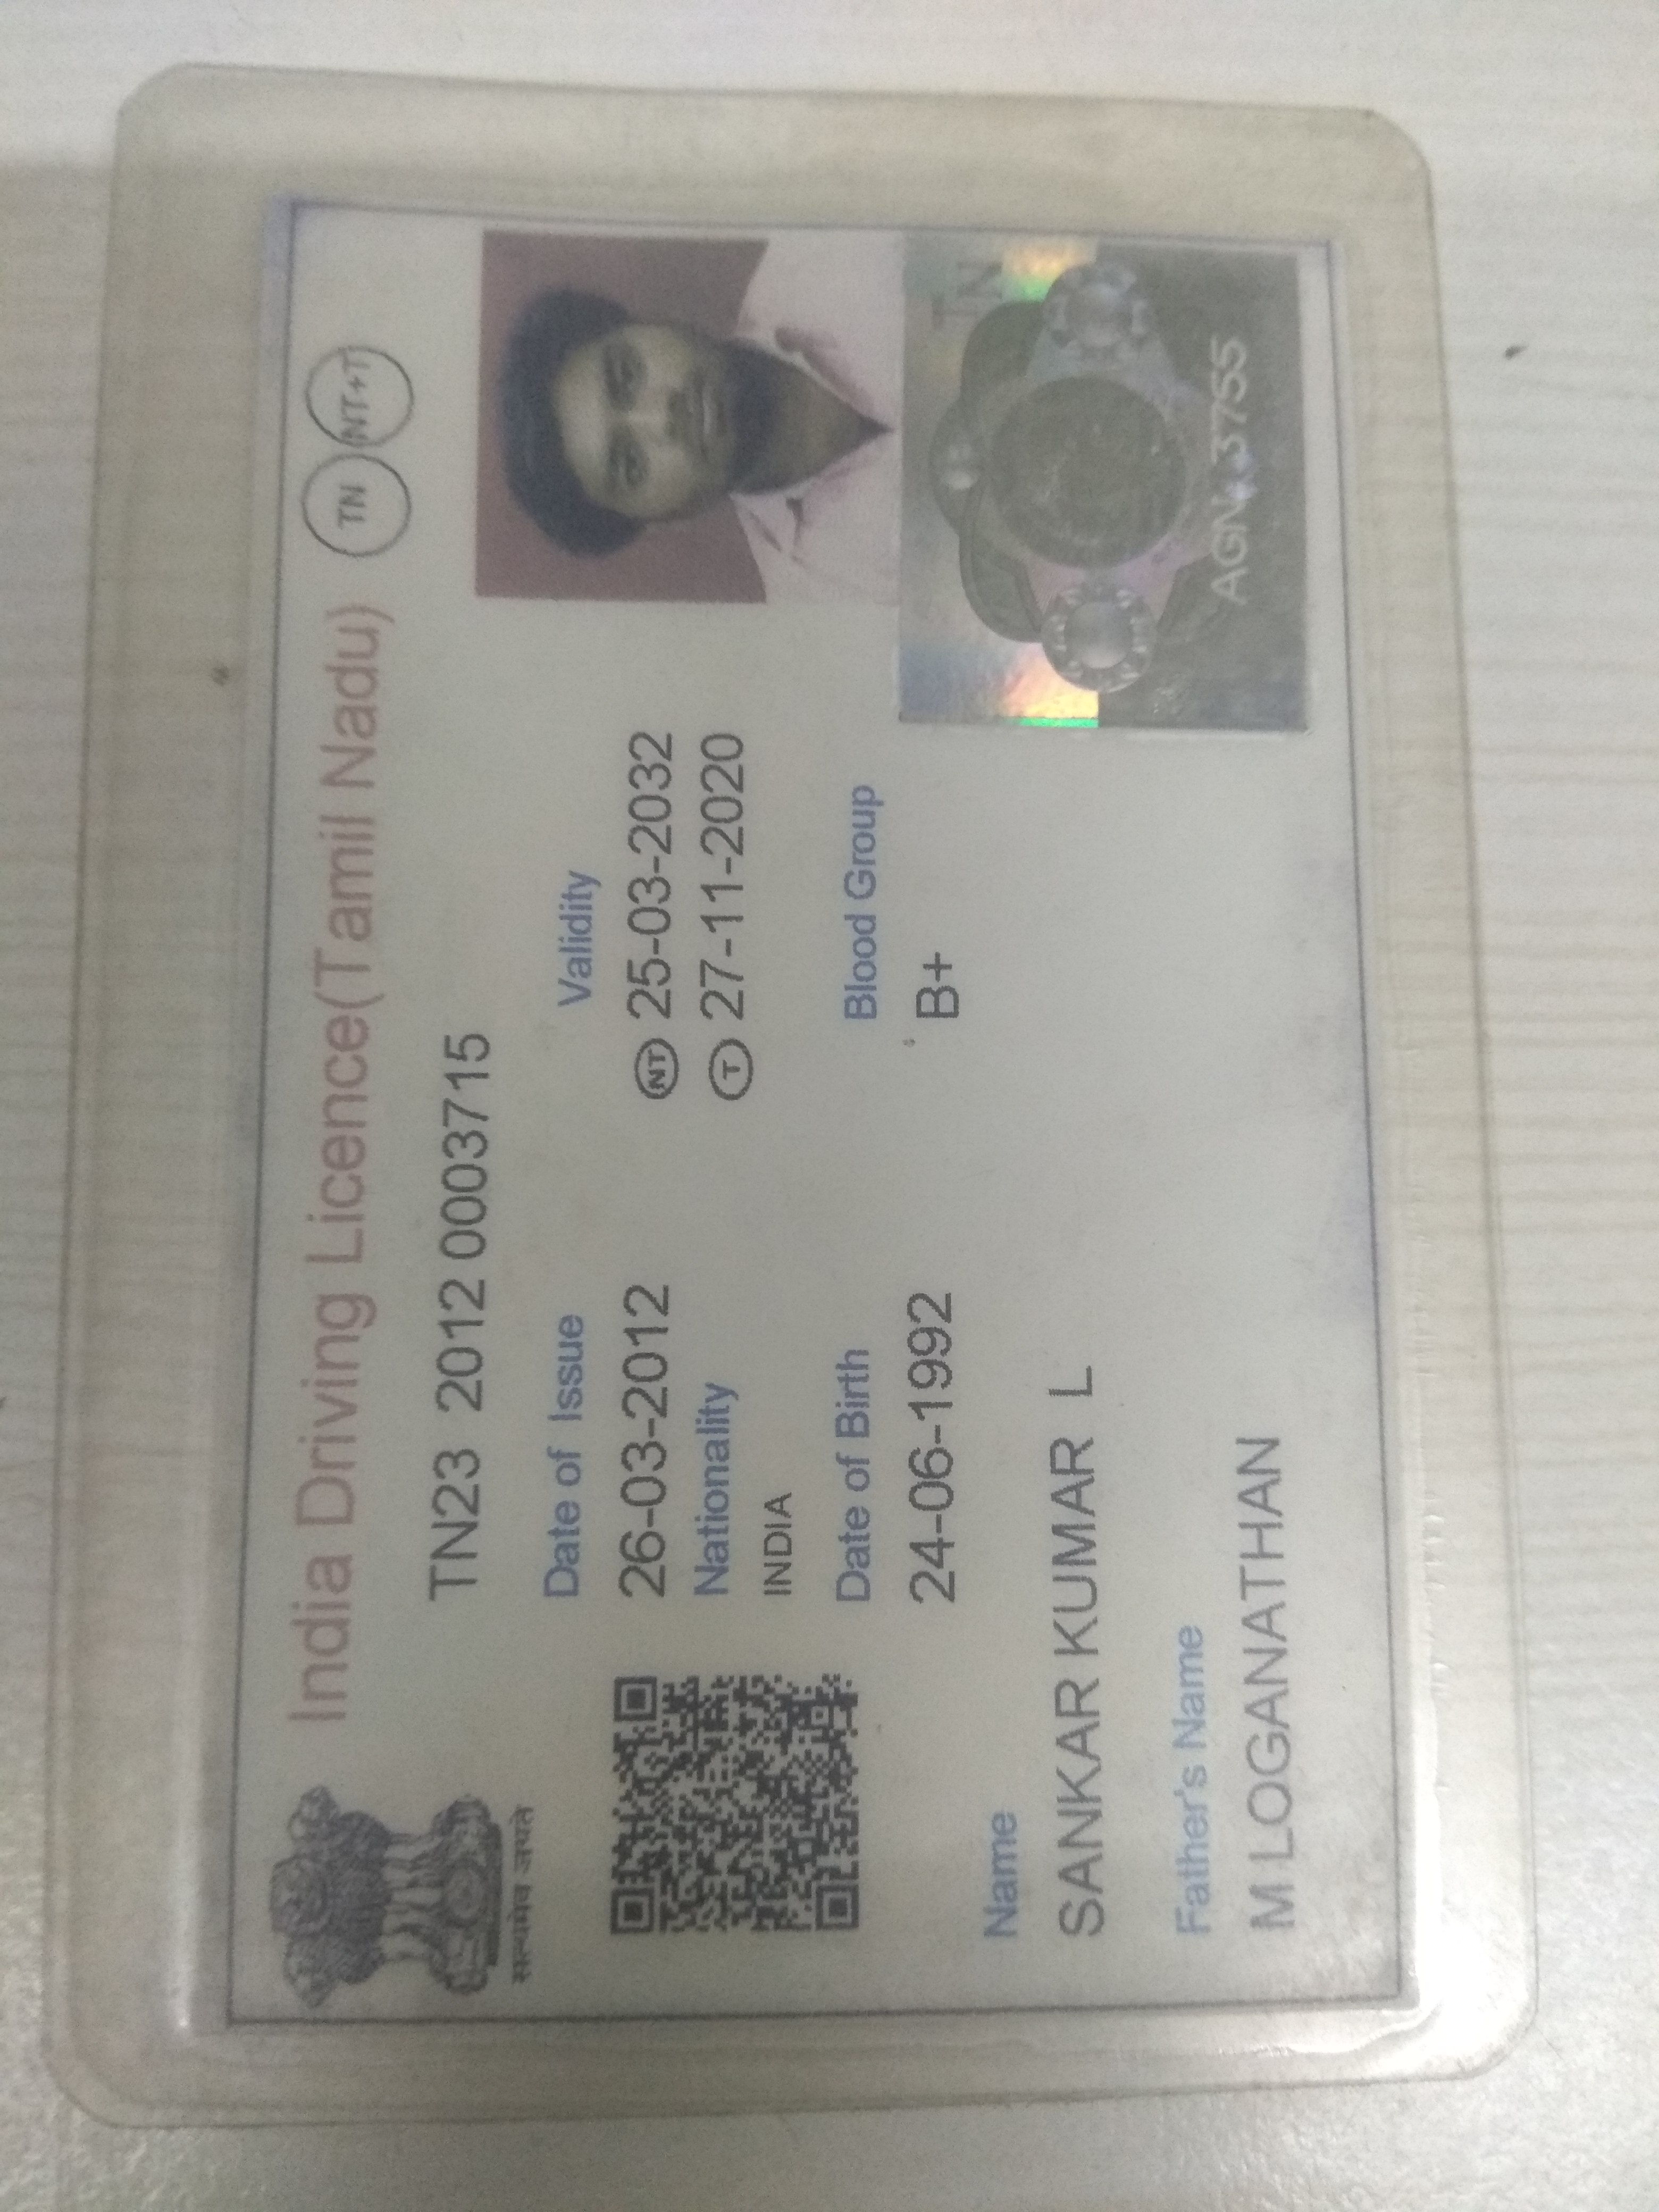 India Driving Licence(Tamil Nadu) TN NT+T
सत्यमेव जयते
TN23 2012 0003715
Date of Issue Validity
26-03-2012 NT 25-03-2032
Nationality T 27-11-2020
INDIA
Date of Birth Blood Group
24-06-1992 B+
Name
SANKAR KUMAR L
Father's Name
M LOGANATHAN
TN
3755